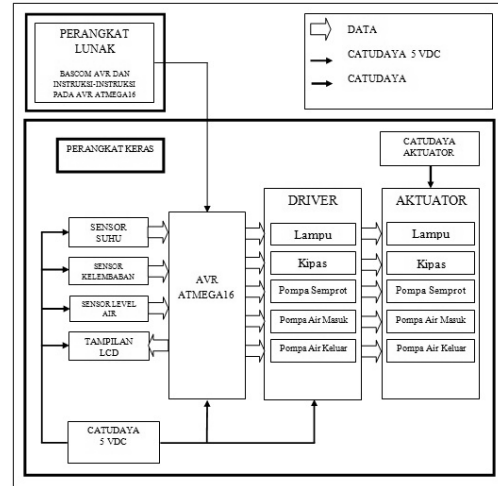 PERANGKAT
LUNAK
BASCOM AVR DAN
INSTRUKSI-INSTRUKSI
PADA AVR ATMEGA16
DATA
CATUDAYA 5 VDC
CATUDAYA
PERANGKAT KERAS
CATUDAYA
AKTUATOR
SENSOR
SUHU
SENSOR
KELEMBABAN
SENSOR LEVEL
AIR
TAMPILAN
LCD
CATUDAYA
5 VDC
AVR
ATMEGA16
DRIVER
Lampu
Kipas
Pompa Semprot
Pompa Air Masuk
Pompa Air Keluar
AKTUATOR
Lampu
Kipas
Pompa Semprot
Pompa Air Masuk
Pompa Air Keluar